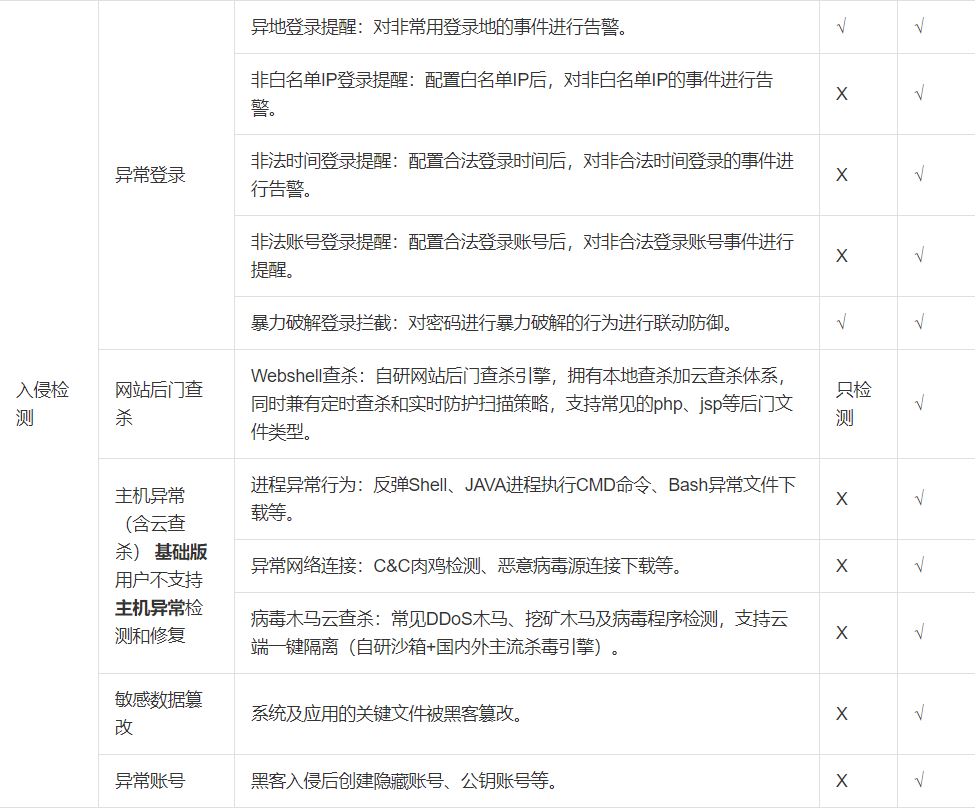 入侵检
测
异常登录
异地登录提醒：对非常用登录地的事件进行告警。
√
√
非白名单IP登录提醒：配置白名单IP后，对非白名单IP的事件进行告
警。
X
√
非法时间登录提醒：配置合法登录时间后，对非合法时间登录的事件进
行告警。
X
√
非法账号登录提醒：配置合法登录账号后，对非合法登录账号事件进行
提醒。
X
√
暴力破解登录拦截：对密码进行暴力破解的行为进行联动防御。
√
√
网站后门查
杀
Webshell查杀：自研网站后门查杀引擎，拥有本地查杀加云查杀体系，
同时兼有定时查杀和实时防护扫描策略，支持常见的php、jsp等后门文
件类型。
只检
测
√
主机异常
（含云查
杀） 基础版
用户不支持
主机异常检
测和修复
进程异常行为：反弹Shell、JAVA进程执行CMD命令、Bash异常文件下
载等。
X
√
异常网络连接：C&C肉鸡检测、恶意病毒源连接下载等。
X
√
病毒木马云查杀：常见DDoS木马、挖矿木马及病毒程序检测，支持云
端一键隔离（自研沙箱+国内外主流杀毒引擎）。
X
√
敏感数据篡
改
系统及应用的关键文件被黑客篡改。
X
√
异常账号
黑客入侵后创建隐藏账号、公钥账号等。
X
√